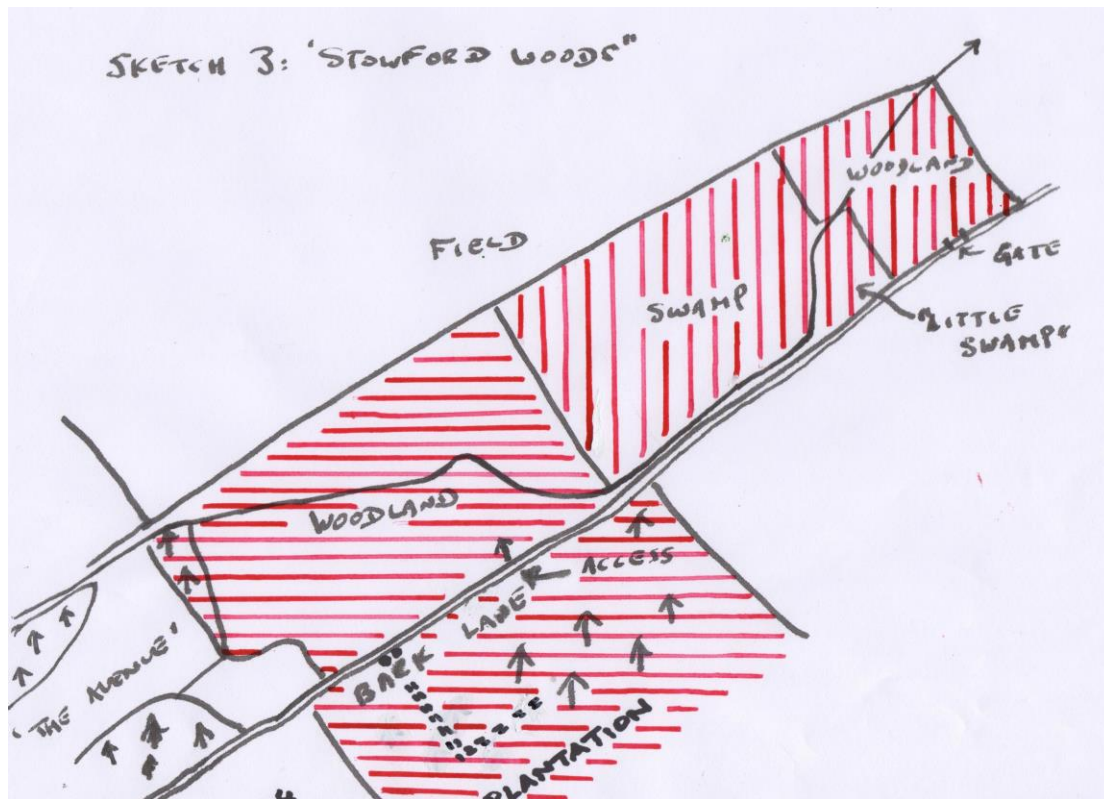 SKETCH 3: 'STOWFORD WOODS"
WOODLAND
FIELD
GATE
SWAMP
"LITTLE
SWAMP"
WOODLAND
ACCESS
BACK LANE
'THE AVENUE'
PLANTATION